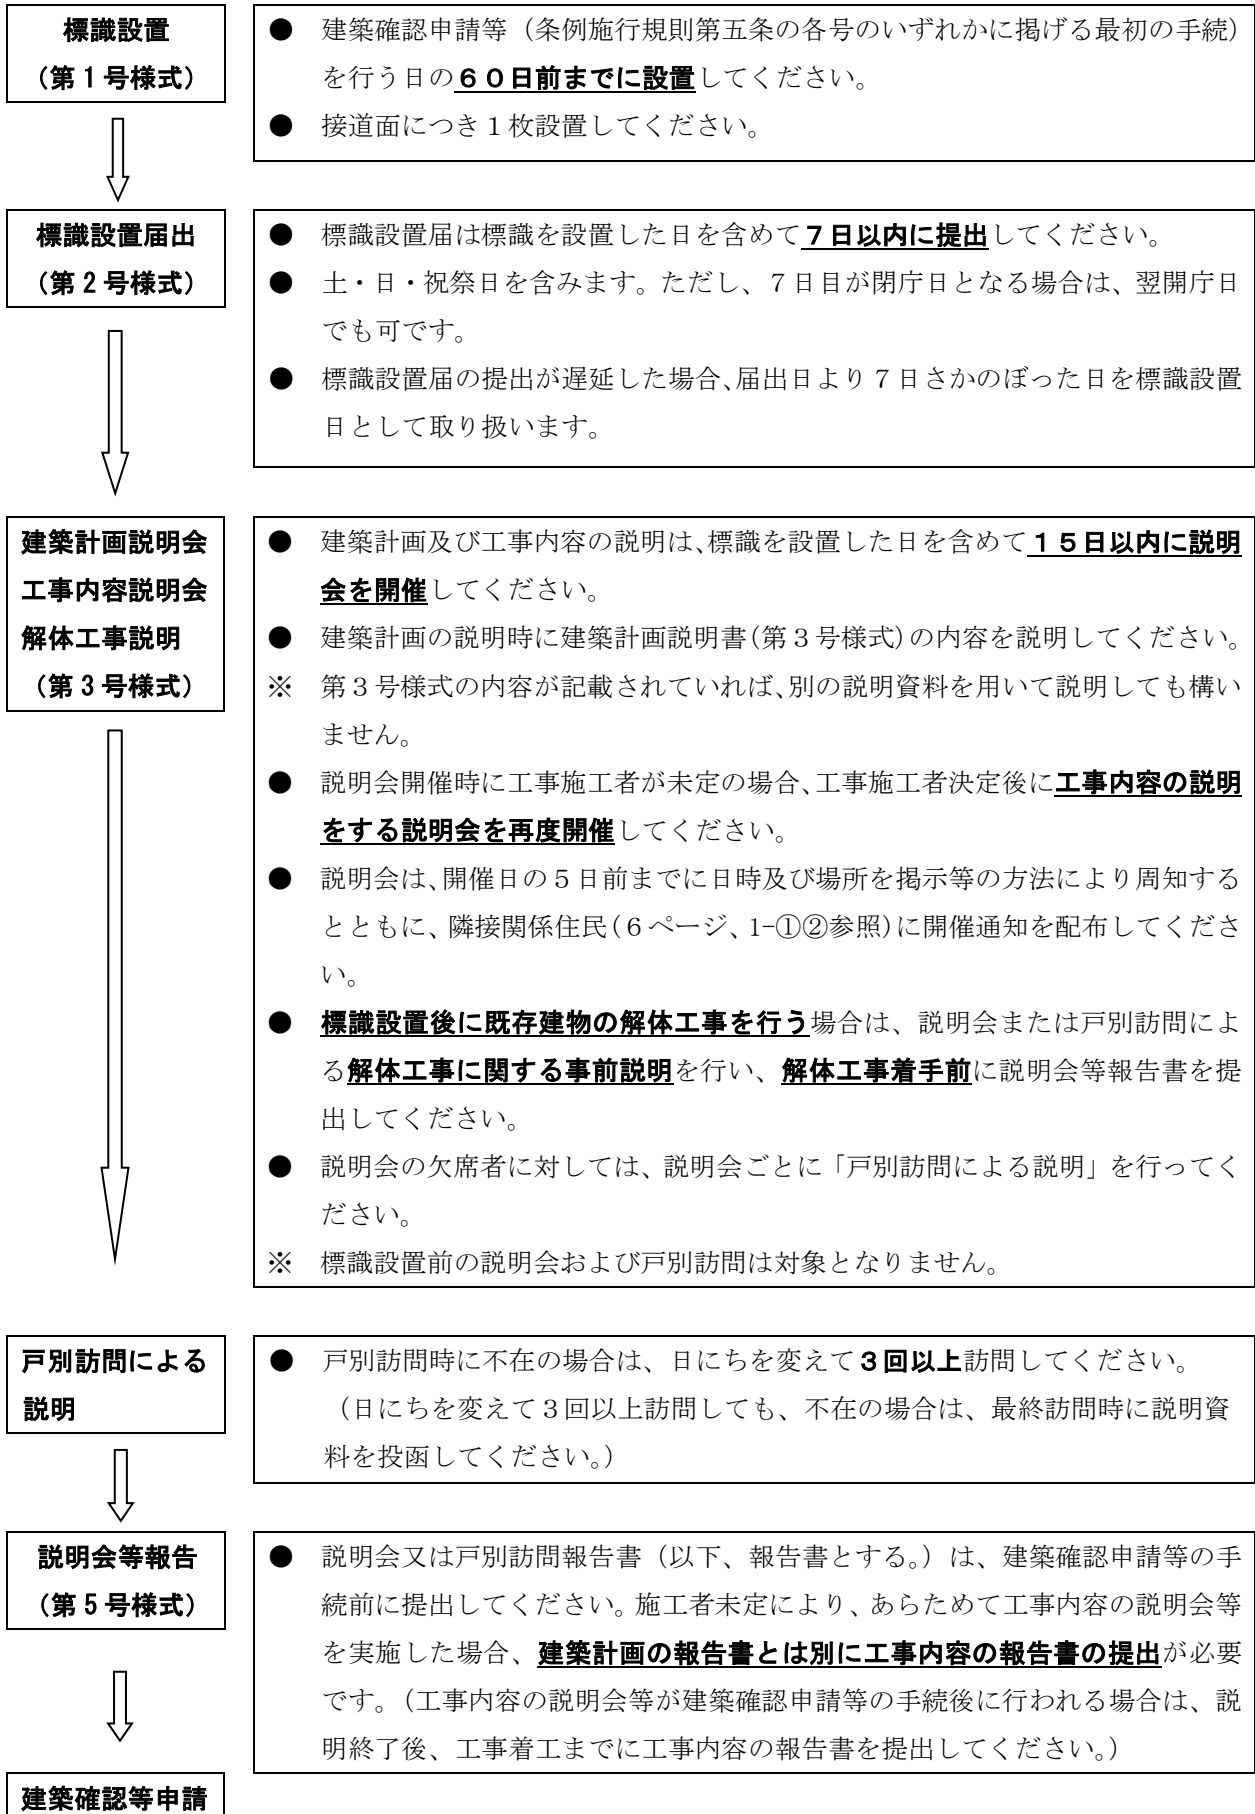 標識設置
（第１号様式）
● 建築確認申請等（条例施行規則第五条の各号のいずれかに掲げる最初の手続）
を行う日の６０日前までに設置してください。
● 接道面につき１枚設置してください。
標識設置届出
（第２号様式）
● 標識設置届は標識を設置した日を含めて７日以内に提出してください。
● 土・日・祝祭日を含みます。ただし、７日目が閉庁日となる場合は、翌開庁日
でも可です。
● 標識設置届の提出が遅延した場合、届出日より７日さかのぼった日を標識設置
日として取り扱います。
建築計画説明会
工事内容説明会
解体工事説明
（第３号様式）
● 建築計画及び工事内容の説明は、標識を設置した日を含めて１５日以内に説明
会を開催してください。
● 建築計画の説明時に建築計画説明書（第３号様式）の内容を説明してください。
※ 第３号様式の内容が記載されていれば、別の説明資料を用いて説明しても構い
ません。
● 説明会開催時に工事施工者が未定の場合、工事施工者決定後に工事内容の説明
をする説明会を再度開催してください。
● 説明会は、開催日の５日前までに日時及び場所を掲示等の方法により周知する
とともに、隣接関係住民（６ページ、1-①②参照）に開催通知を配布してくださ
い。
● 標識設置後に既存建物の解体工事を行う場合は、説明会または戸別訪問によ
る解体工事に関する事前説明を行い、解体工事着手前に説明会等報告書を提
出してください。
● 説明会の欠席者に対しては、説明会ごとに「戸別訪問による説明」を行ってく
ださい。
※ 標識設置前の説明会および戸別訪問は対象となりません。
戸別訪問による
説明
● 戸別訪問時に不在の場合は、日にちを変えて３回以上訪問してください。
（日にちを変えて３回以上訪問しても、不在の場合は、最終訪問時に説明資
料を投函してください。）
説明会等報告
（第５号様式）
● 説明会又は戸別訪問報告書（以下、報告書とする。）は、建築確認申請等の手
続前に提出してください。施工者未定により、あらためて工事内容の説明会等
を実施した場合、建築計画の報告書とは別に工事内容の報告書の提出が必要
です。（工事内容の説明会等が建築確認申請等の手続後に行われる場合は、説
明終了後、工事着工までに工事内容の報告書を提出してください。）
建築確認等申請